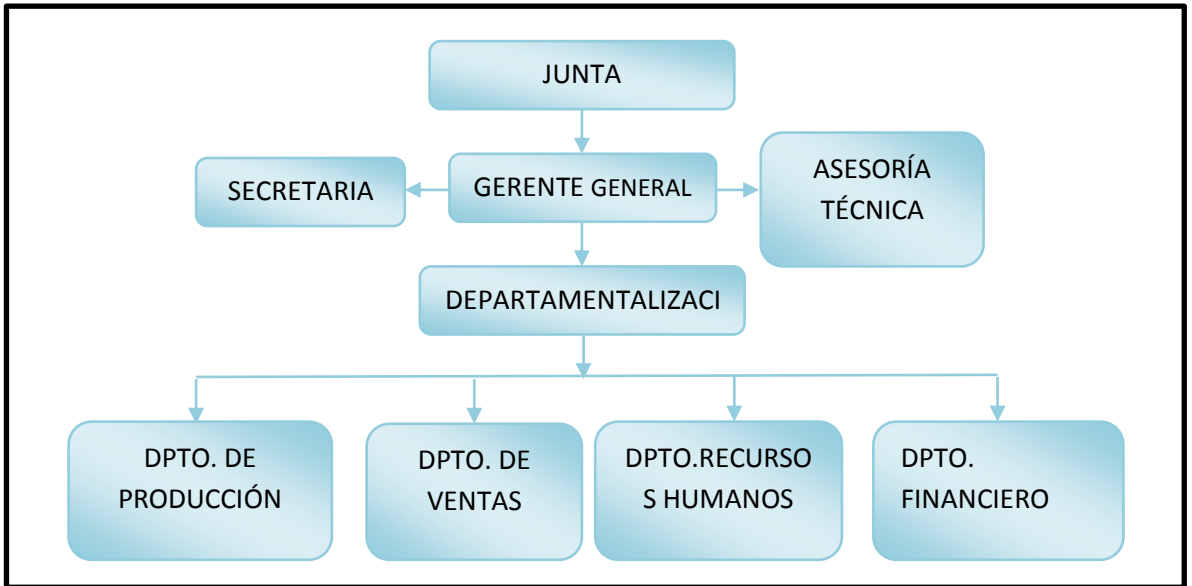 JUNTA
SECRETARIA
GERENTE GENERAL
ASESORÍA
TÉCNICA
DEPARTAMENTALIZACI
DPTO. DE
PRODUCCIÓN
DPTO. DE
VENTAS
DPTO.RECURSO
S HUMANOS
DPTO.
FINANCIERO